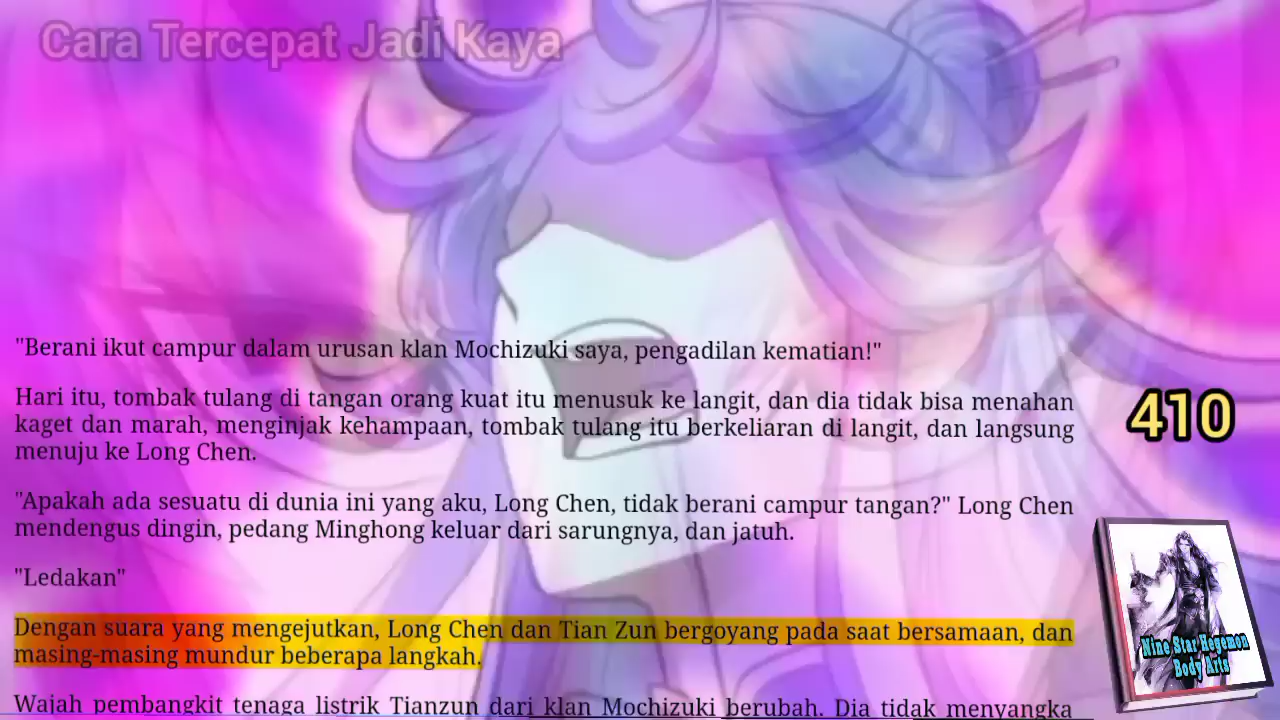 Cara Tercepat Jadi Kaya
"Berani ikut campur dalam urusan klan Mochizuki saya, pengadilan kematian!"
Hari itu, tombak tulang di tangan orang kuat itu menusuk ke langit, dan dia tidak bisa menahan
kaget dan marah, menginjak kehampaan, tombak tulang itu berkeliaran di langit, dan langsung
menuju ke Long Chen.
"Apakah ada sesuatu di dunia ini yang aku, Long Chen, tidak berani campur tangan?" Long Chen
mendengus dingin, pedang Minghong keluar dari sarungnya, dan jatuh.
"Ledakan"
Dengan suara yang mengejutkan, Long Chen dan Tian Zun bergoyang pada saat bersamaan, dan
masing-masing mundur beberapa langkah.
Wajah pembangkit tenaga listrik Tianzun dari klan Mochizuki berubah. Dia tidak menyangka
410
Nine Star Hegemon
Body Arts